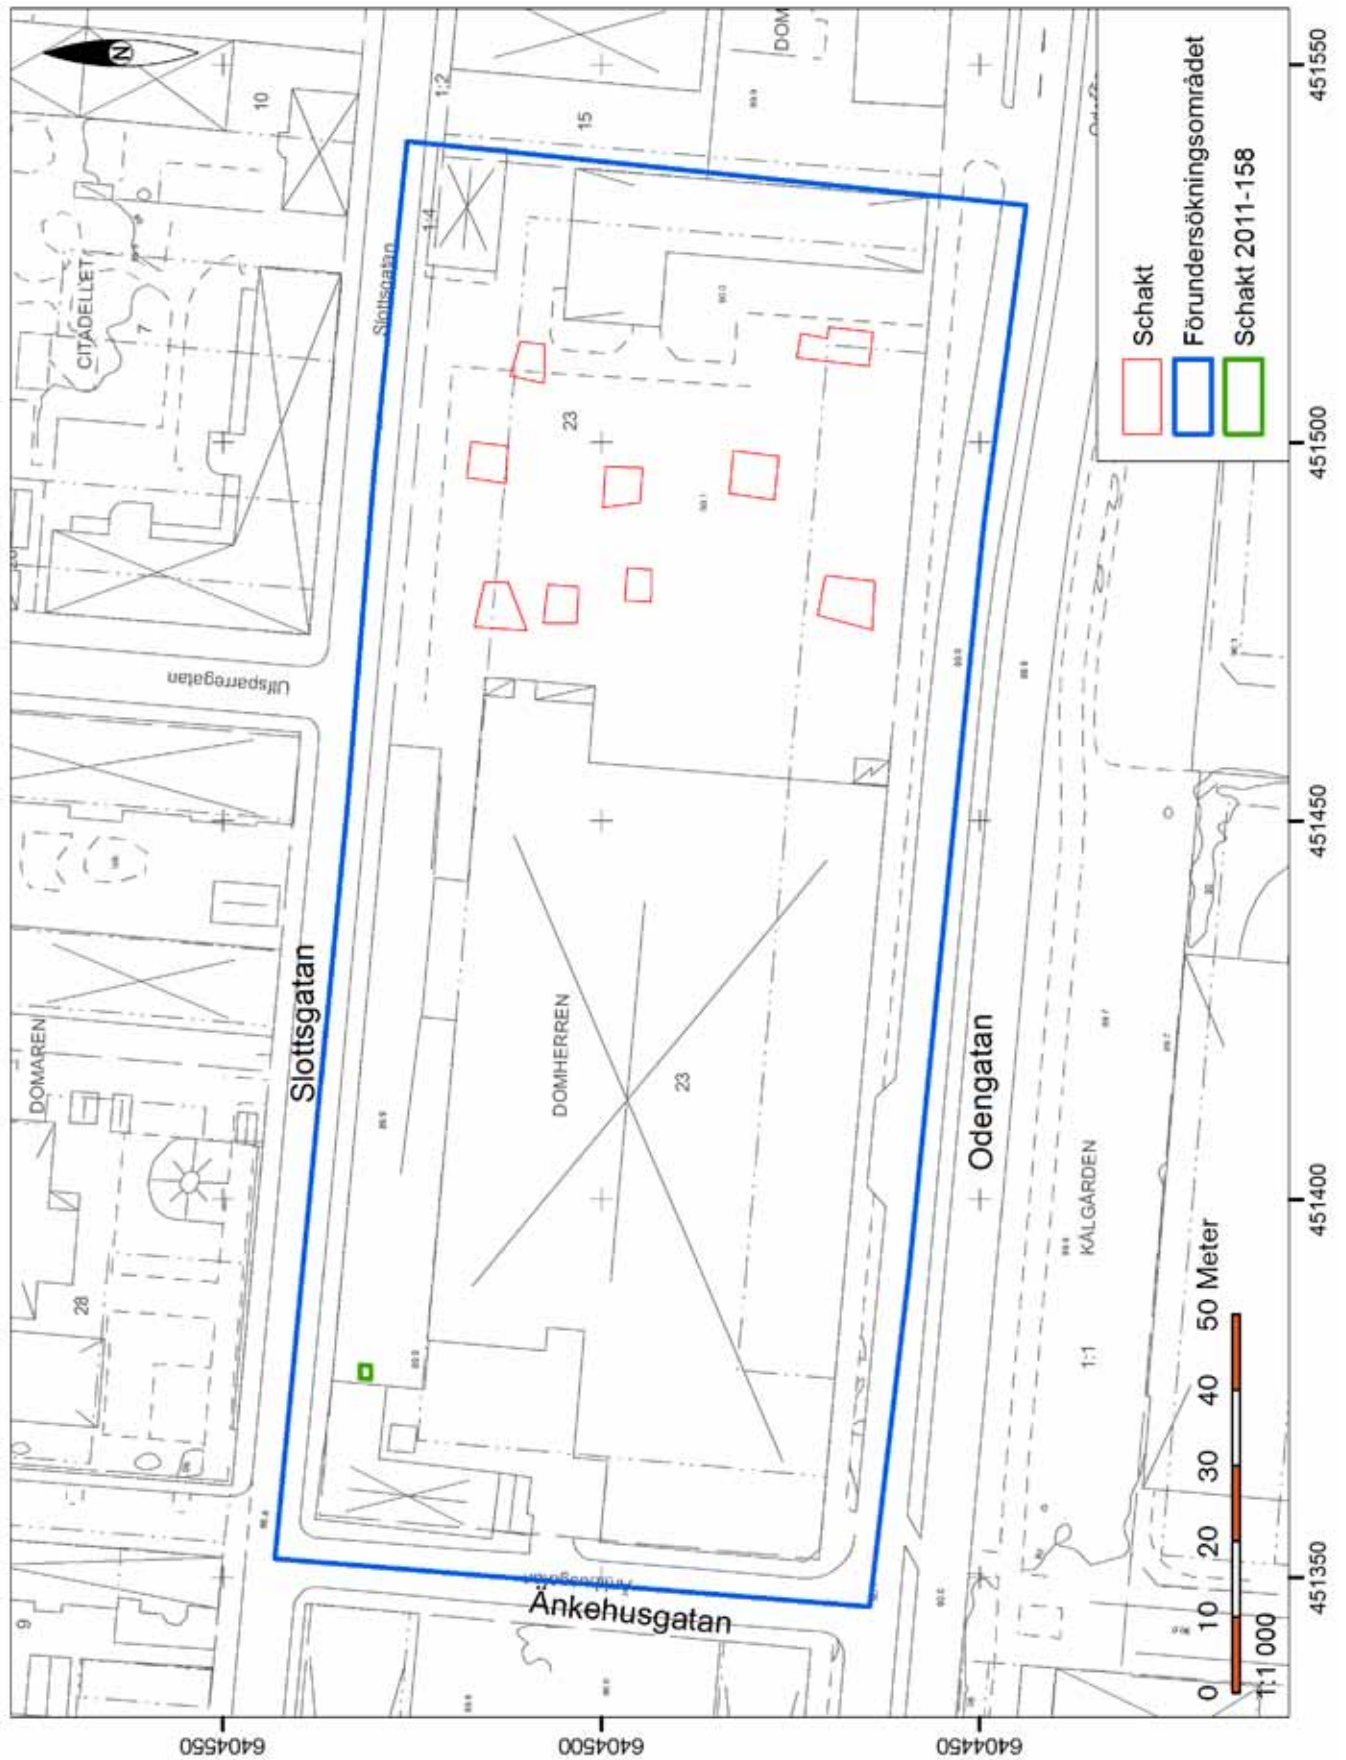 N
10
CITADELLET
7
Slottsgatan
1:2
1:4
15
DOM
Ulfsparregatan
DOMAREN
28
9
Slottsgatan
23
DOMHERREN
23
Änkehusgatan
Odengatan
KÅLGÅRDEN
1:1
Schakt
Förundersökningsområdet
Schakt 2011-158
0 10 20 30 40 50 Meter
1:1 000
451350
451400
451450
451500
451550
6404550
6404500
6404450